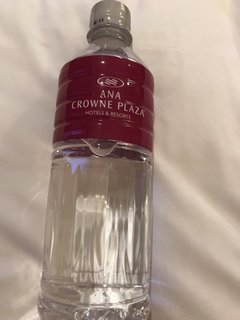 ANA
CROWNE PLAZA
HOTELS & RESORTS